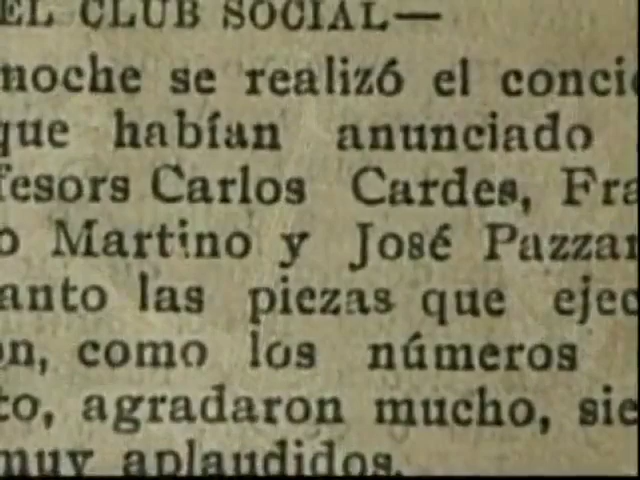 EL CLUB SOCIAL—
noche se realizó el conci
que habían anunciado
fesors Carlos Cardes, Fra
o Martino y José Pazzar
anto las piezas que ejec
on, como los números
to, agradaron mucho, sie
muy aplaudidos.